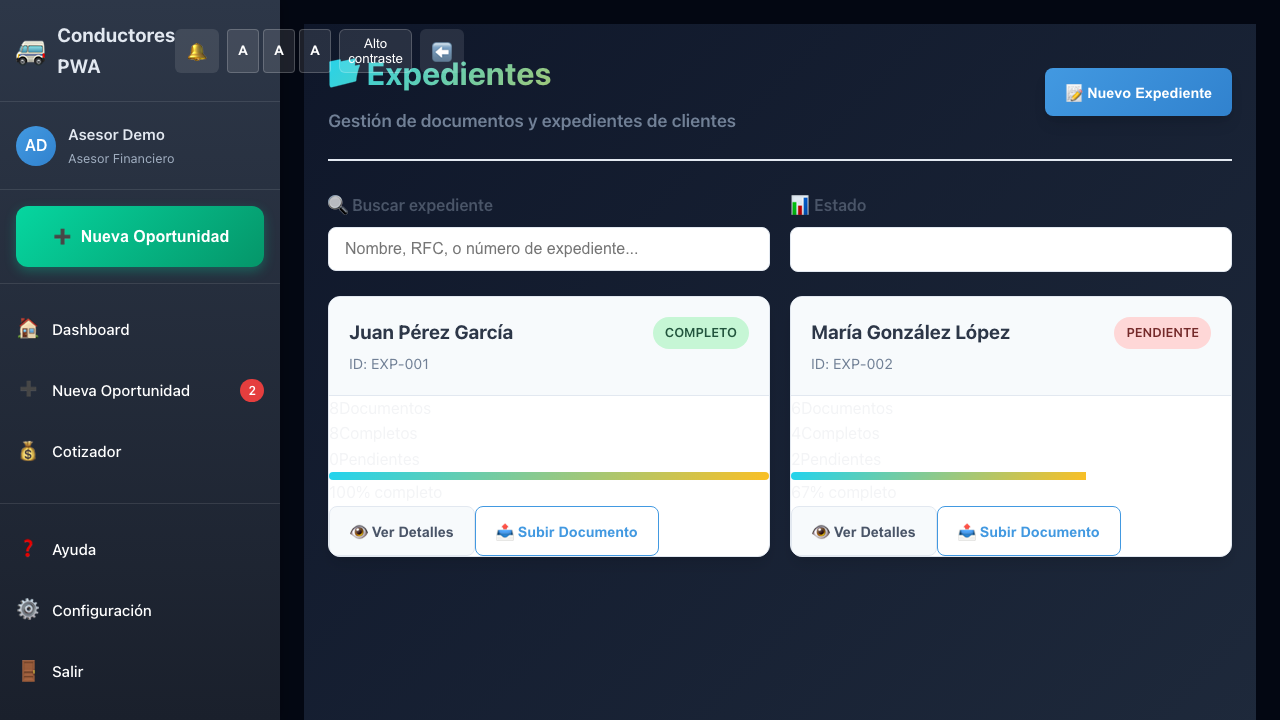 Conductores
PWA
A A A
Alto
contraste
AD
Asesor Demo
Asesor Financiero
Nueva Oportunidad
Dashboard
Nueva Oportunidad 2
Cotizador
Ayuda
Configuración
Salir
Expedientes
Gestión de documentos y expedientes de clientes
Nuevo Expediente
Buscar expediente
Nombre, RFC, o número de expediente...
Estado
Juan Pérez García
COMPLETO
ID: EXP-001
8Documentos
8Completos
0Pendientes
100% completo
Ver Detalles
Subir Documento
María González López
PENDIENTE
ID: EXP-002
6Documentos
4Completos
2Pendientes
67% completo
Ver Detalles
Subir Documento